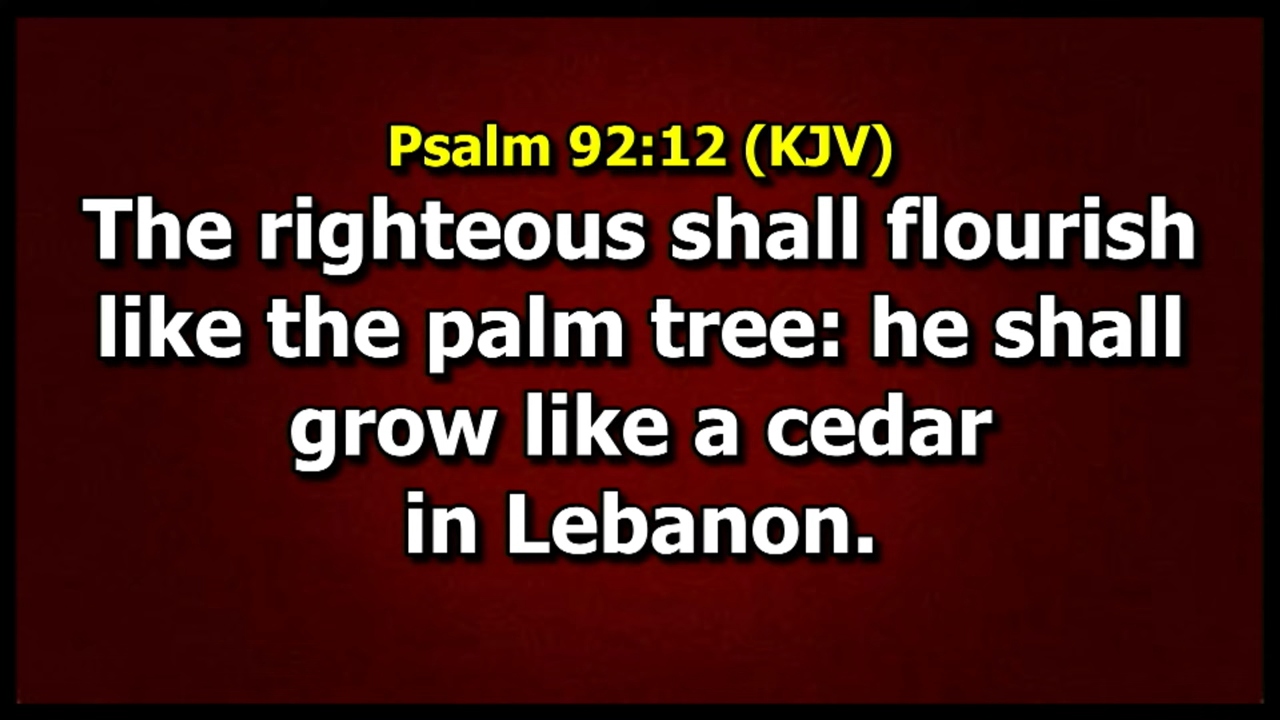 Psalm 92:12 (KJV)
The righteous shall flourish
like the palm tree: he shall
grow like a cedar
in Lebanon.